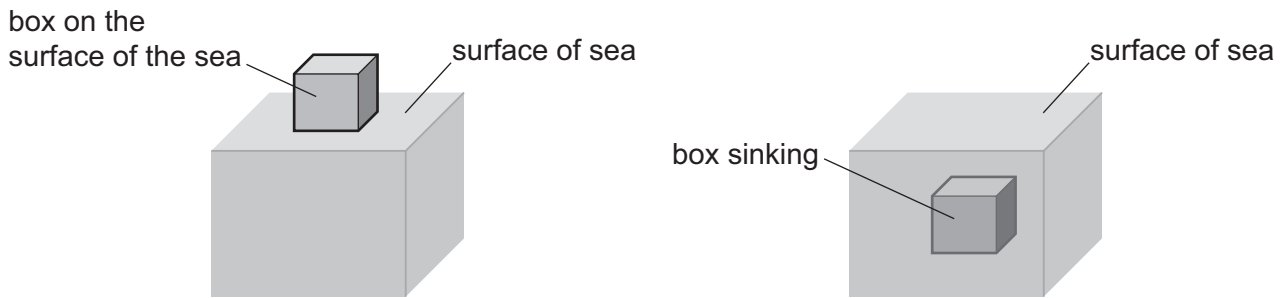 box on the
surface of the sea
surface of sea
surface of sea
box sinking